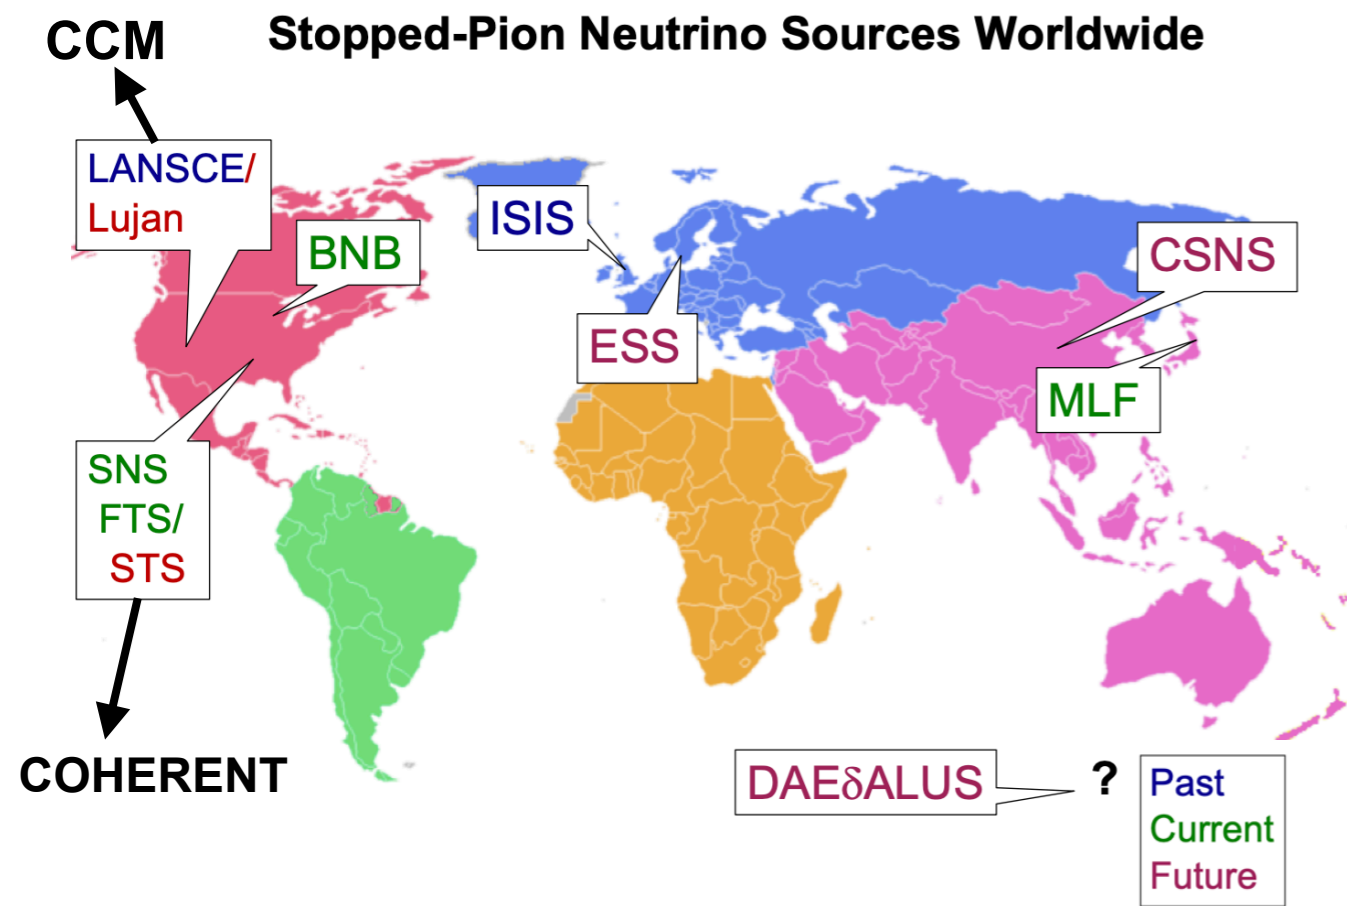 CCM
Stopped-Pion Neutrino Sources Worldwide
LANSCE/
Lujan
BNB
ISIS
ESS
CSNS
MLF
SNS
FTS/
STS
COHERENT
DAEδALUS
?
Past
Current
Future